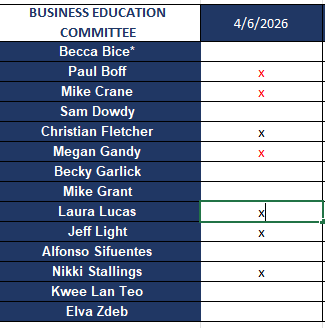 BUSINESS EDUCATION
COMMITTEE 4/6/2026
Becca Bice*
Paul Boff x
Mike Crane x
Sam Dowdy
Christian Fletcher x
Megan Gandy x
Becky Garlick
Mike Grant
Laura Lucas x
Jeff Light x
Alfonso Sifuentes
Nikki Stallings x
Kwee Lan Teo
Elva Zdeb